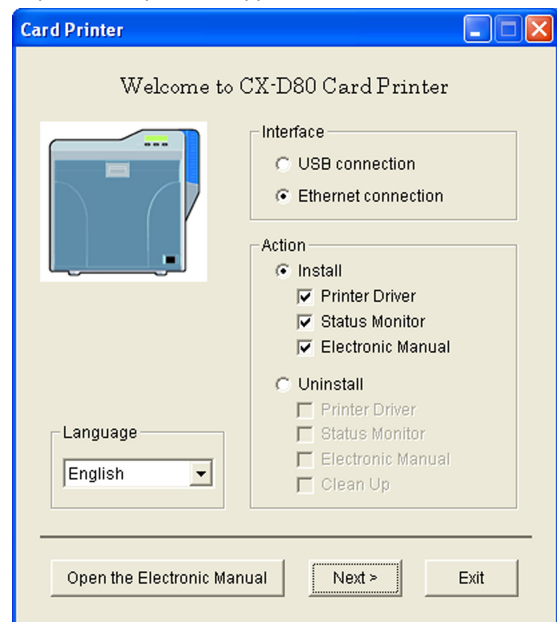 Card Printer
Welcome to CX-D80 Card Printer
Interface
USB connection
Ethernet connection
Action
Install
Printer Driver
Status Monitor
Electronic Manual
Uninstall
Printer Driver
Status Monitor
Electronic Manual
Clean Up
Language
English
Open the Electronic Manual
Next >
Exit